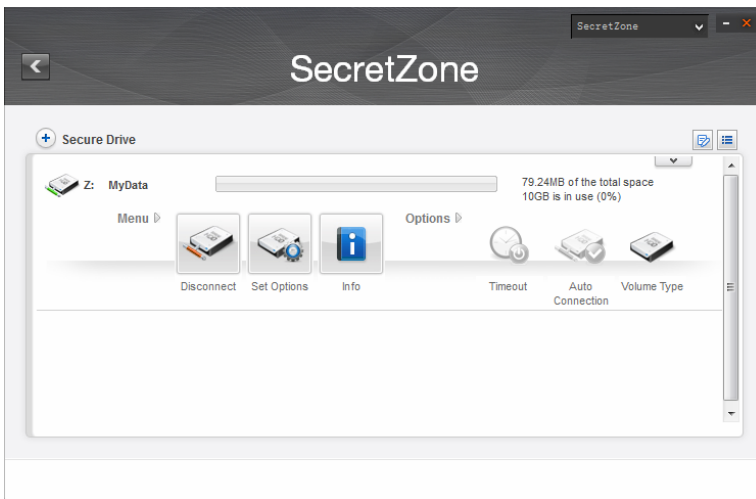 SecretZone
SecretZone
Secure Drive
Z: MyData
79.24MB of the total space
10GB is in use (0%)
Menu
Options
Disconnect
Set Options
Info
Timeout
Auto
Connection
Volume Type